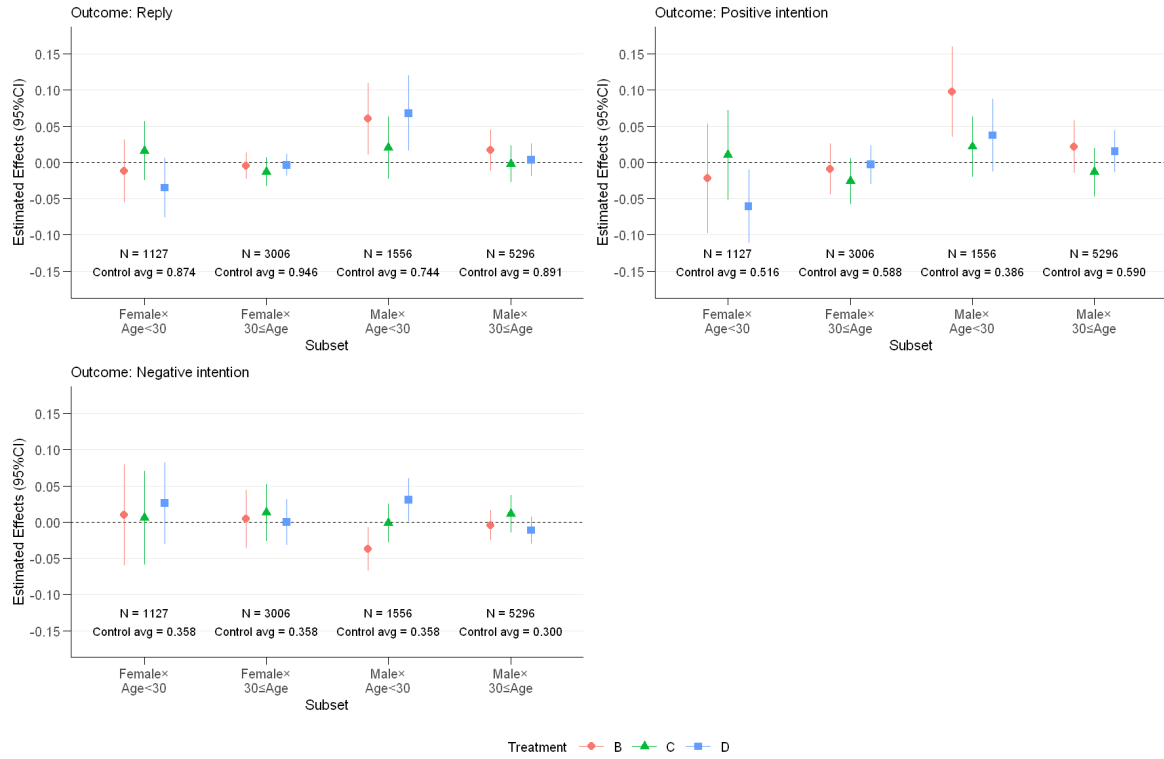 Outcome: Reply
Estimated Effects (95%CI)
0.15
0.10
0.05
0.00
-0.05
-0.10
-0.15
N = 1127 N = 3006 N = 1556 N = 5296
Control avg = 0.874 Control avg = 0.946 Control avg = 0.744 Control avg = 0.891
Female× Female× Male× Male×
Age<30 30≤Age Age<30 30≤Age
Subset
Outcome: Positive intention
Estimated Effects (95%CI)
0.15
0.10
0.05
0.00
-0.05
-0.10
-0.15
N = 1127 N = 3006 N = 1556 N = 5296
Control avg = 0.516 Control avg = 0.588 Control avg = 0.386 Control avg = 0.590
Female× Female× Male× Male×
Age<30 30≤Age Age<30 30≤Age
Subset
Outcome: Negative intention
Estimated Effects (95%CI)
0.15
0.10
0.05
0.00
-0.05
-0.10
-0.15
N = 1127 N = 3006 N = 1556 N = 5296
Control avg = 0.358 Control avg = 0.358 Control avg = 0.358 Control avg = 0.300
Female× Female× Male× Male×
Age<30 30≤Age Age<30 30≤Age
Subset
Treatment B C D